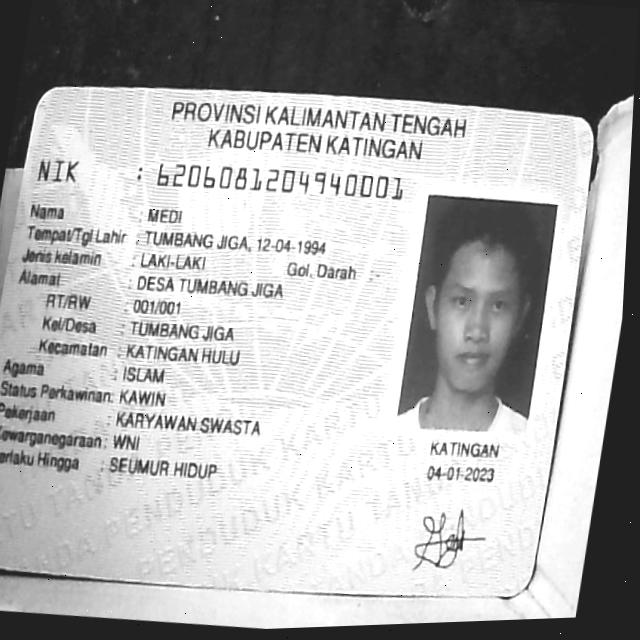 PROVINSI KALIMANTAN TENGAH
KABUPATEN KATINGAN
NIK : 6206081204940001
Nama : MEDI
Tempat/Tgl Lahir : TUMBANG JIGA, 12-04-1994
Jenis kelamin : LAKI-LAKI Gol. Darah : -
Alamat : DESA TUMBANG JIGA
RT/RW : 001/001
Kel/Desa : TUMBANG JIGA
Kecamatan : KATINGAN HULU
Agama : ISLAM
Status Perkawinan: KAWIN
Pekerjaan : KARYAWAN SWASTA
Kewarganegaraan: WNI
Berlaku Hingga : SEUMUR HIDUP
KATINGAN
04-01-2023